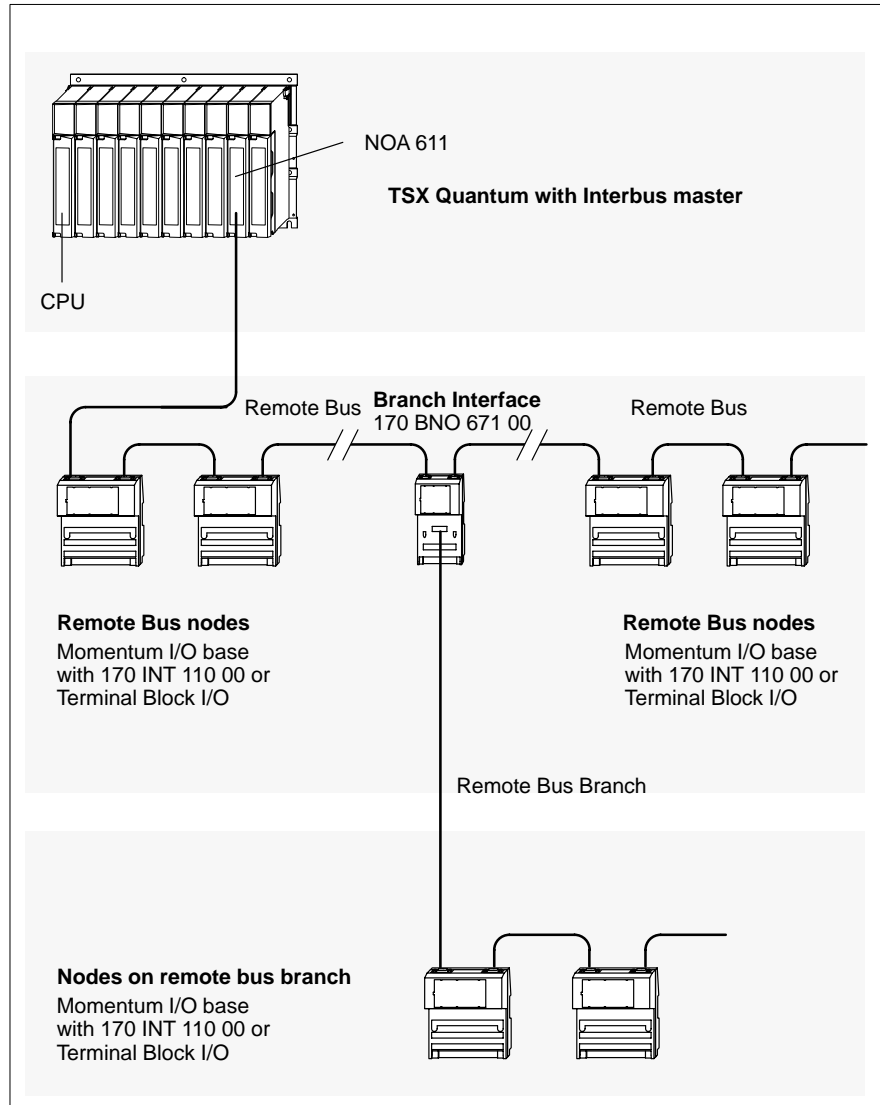 NOA 611
TSX Quantum with Interbus master
CPU
Remote Bus
Branch Interface
170 BNO 671 00
Remote Bus
Remote Bus nodes
Momentum I/O base
with 170 INT 110 00 or
Terminal Block I/O
Remote Bus nodes
Momentum I/O base
with 170 INT 110 00 or
Terminal Block I/O
Remote Bus Branch
Nodes on remote bus branch
Momentum I/O base
with 170 INT 110 00 or
Terminal Block I/O